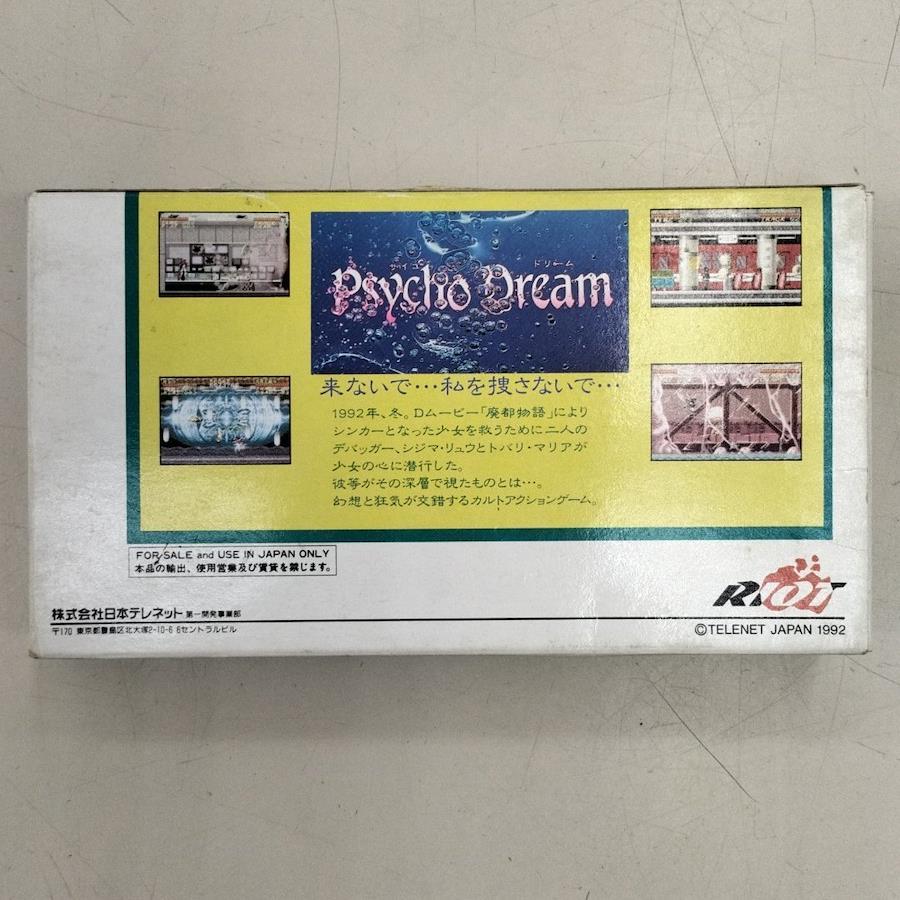 サイコ ドリーム
Psycho Dream
来ないで…私を捜さないで…
1992年、冬。Dムービー「廃都物語」により
シンカーとなった少女を救うために二人の
デバッガー、シジマ・リュウとトバリ・マリアが
少女の心に潜行した。
彼等がその深層で視たものとは…。
幻想と狂気が交錯するカルトアクションゲーム。
FOR SALE and USE IN JAPAN ONLY
本品の輸出、使用営業及び賃貸を禁じます。
RIOT
株式会社日本テレネット 第一開発事業部
〒170 東京都豊島区北大塚2-10-6 6セントラルビル
©TELENET JAPAN 1992